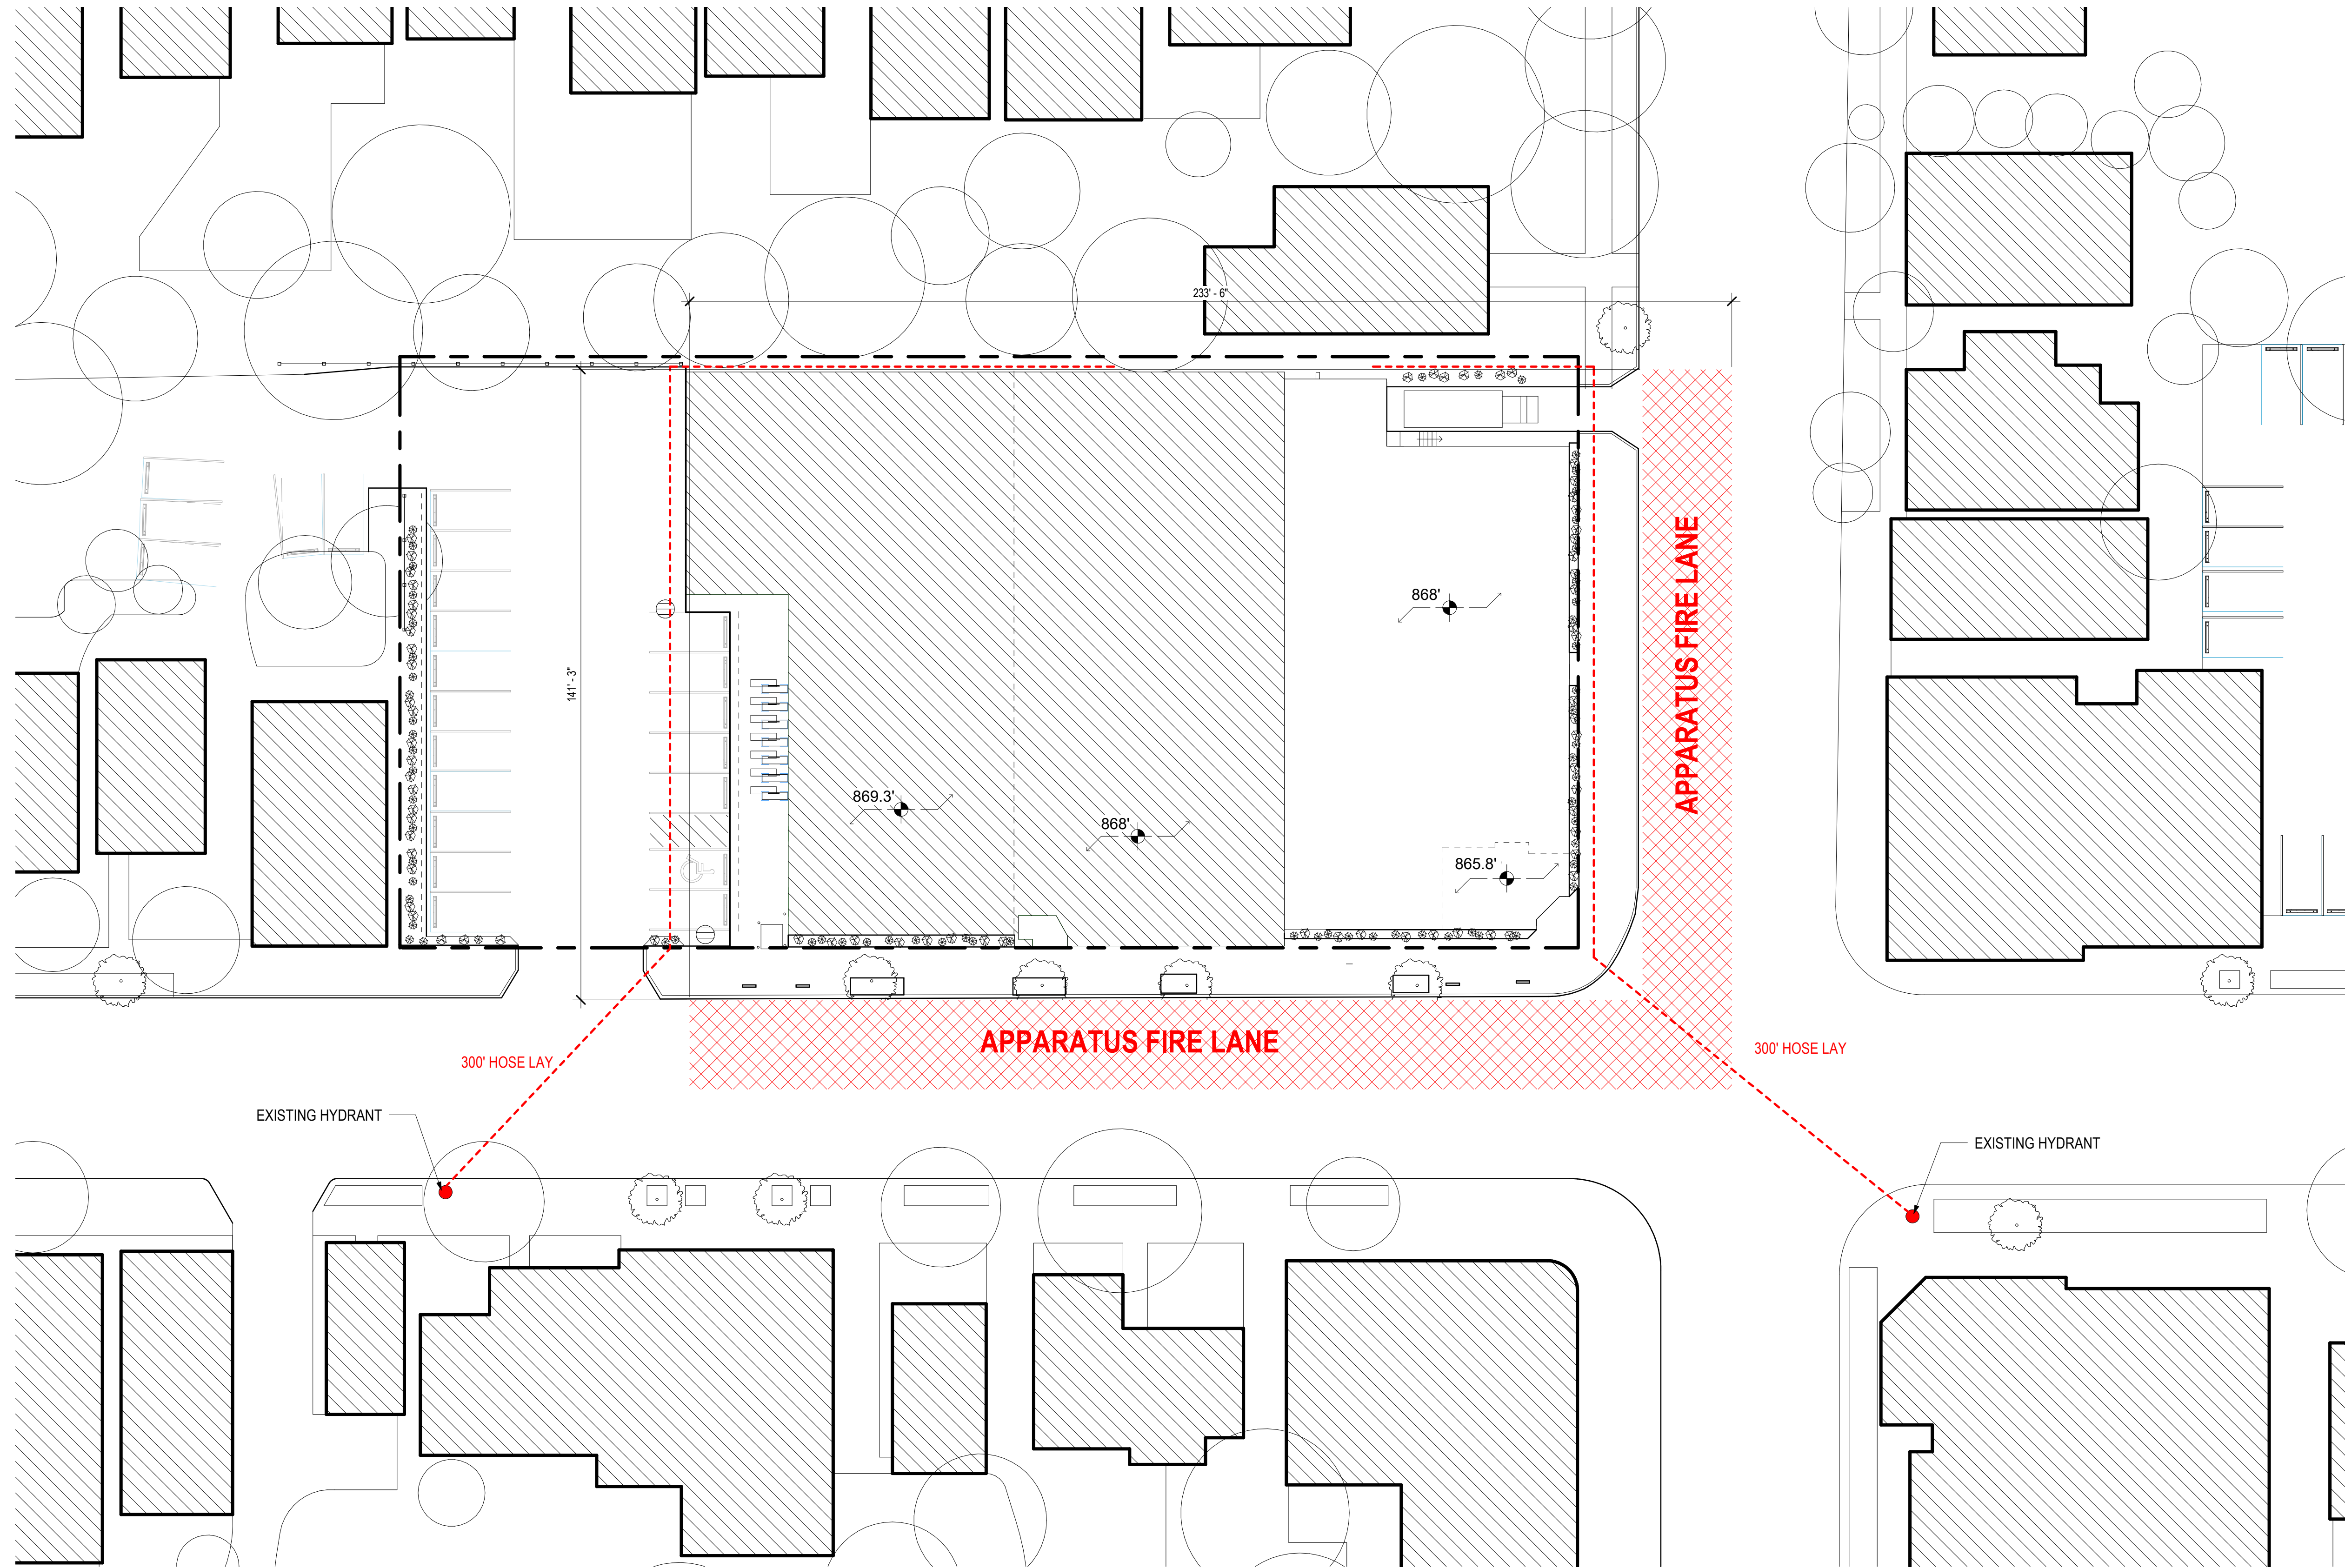 233' - 6"
APPARATUS FIRE LANE
868'
141' - 3"
869.3'
868'
865.8'
APPARATUS FIRE LANE
300' HOSE LAY
300' HOSE LAY
EXISTING HYDRANT
EXISTING HYDRANT